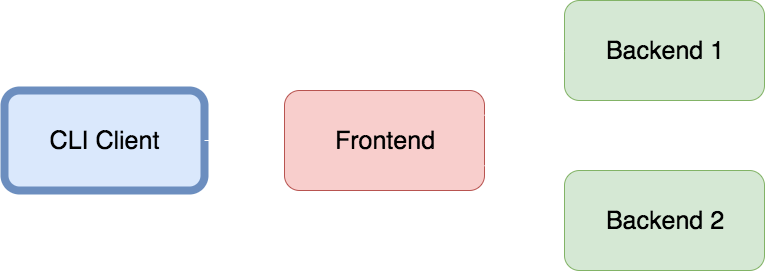 CLI Client
Frontend
Backend 1
Backend 2